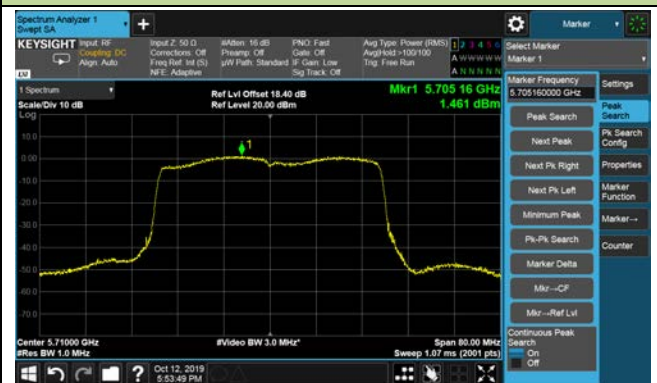 Spectrum Analyzer 1
Swept SA
Marker
KEYSIGHT
Input: RF
Coupling: DC
Align: Auto
Input Z: 50 Ω
Corrections: Off
Freq Ref: Int (S)
NFE: Adaptive
#Atten: 16 dB
Preamp: Off
µW Path: Standard
PNO: Fast
Gate: Off
IF Gain: Low
Sig Track: Off
Avg Type: Power (RMS)
Avg|Hold:>100/100
Trig: Free Run
1 2 3 4 5 6
A W W W W W
A N N N N N
LXI
Select Marker
Marker 1
1 Spectrum
Scale/Div 10 dB
Log
Ref Lvl Offset 18.40 dB
Ref Level 20.00 dBm
Mkr1 5.705 16 GHz
1.461 dBm
10.0
0.00
-10.0
-20.0
-30.0
-40.0
-50.0
-60.0
-70.0
1
Center 5.71000 GHz
#Res BW 1.0 MHz
#Video BW 3.0 MHz*
Span 80.00 MHz
Sweep 1.07 ms (2001 pts)
Marker Frequency
5.705160000 GHz
Peak Search
Next Peak
Next Pk Right
Next Pk Left
Minimum Peak
Pk-Pk Search
Marker Delta
Mkr→CF
Mkr→Ref Lvl
Continuous Peak
Search
On
Off
Settings
Peak
Search
Pk Search
Config
Properties
Marker
Function
Marker→
Counter
Oct 12, 2019
5:53:49 PM